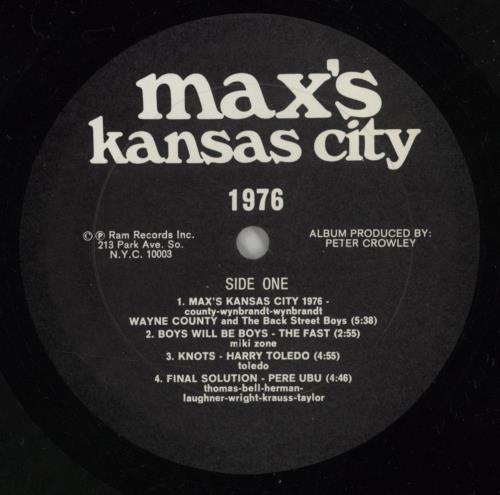 max's
kansas city
1976
© ℗ Ram Records Inc.
213 Park Ave. So.
N.Y.C. 10003
ALBUM PRODUCED BY:
PETER CROWLEY
SIDE ONE
1. MAX'S KANSAS CITY 1976 -
county-wynbrandt-wynbrandt
WAYNE COUNTY and The Back Street Boys (5:38)
2. BOYS WILL BE BOYS - THE FAST (2:55)
miki zone
3. KNOTS - HARRY TOLEDO (4:55)
toledo
4. FINAL SOLUTION - PERE UBU (4:46)
thomas-bell-herman-
laughner-wright-krauss-taylor